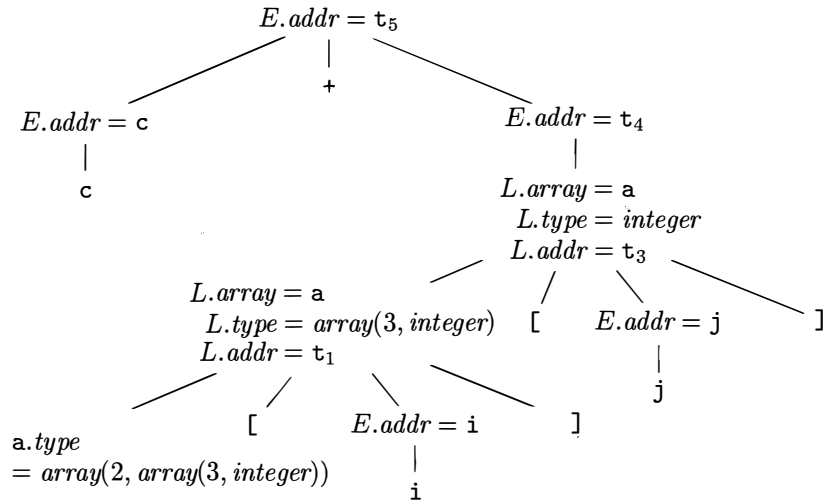 E.addr = t₅
+
E.addr = c
E.addr = t₄
c
L.array = a
L.type = integer
L.addr = t₃
L.array = a
L.type = array(3, integer)
L.addr = t₁
[
E.addr = j
]
j
a.type
= array(2, array(3, integer))
[
E.addr = i
]
i